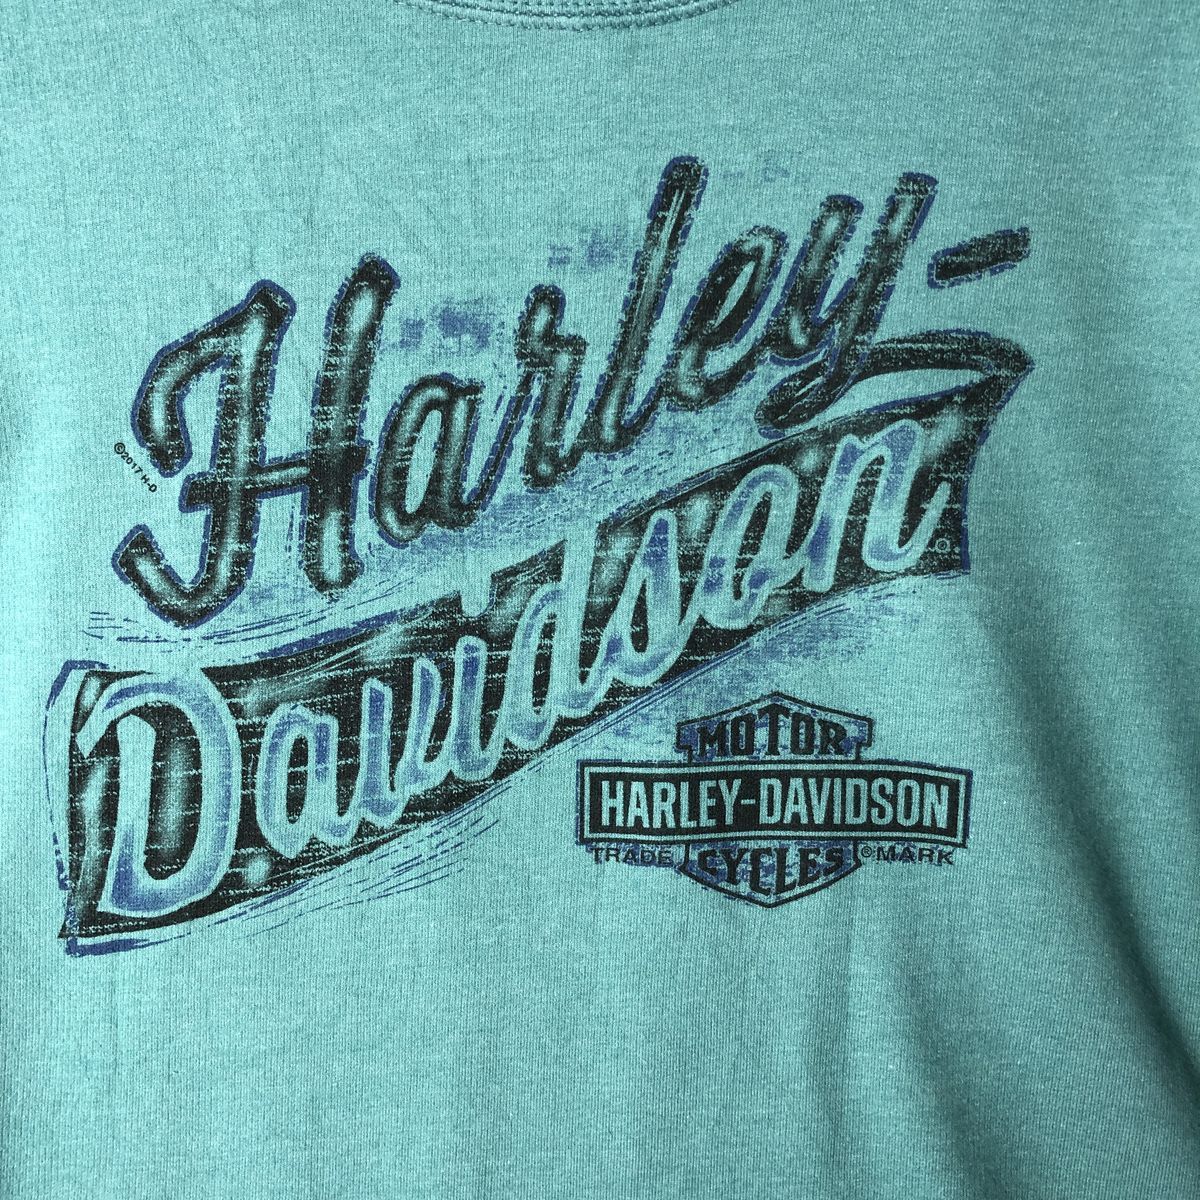 Harley-
©2017 H-D
Davidson
MOTOR
HARLEY-DAVIDSON
TRADE CYCLES ®MARK